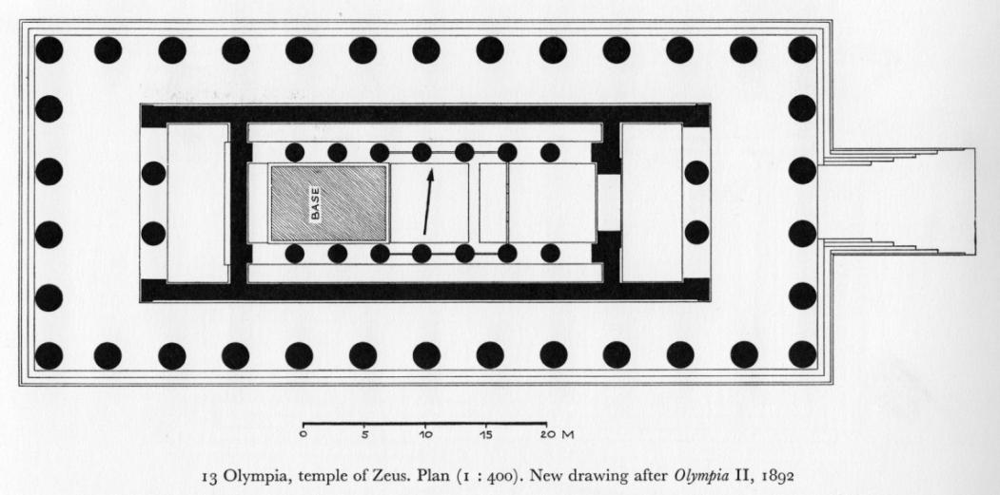 BASE
0 5 10 15 20 M
13 Olympia, temple of Zeus. Plan (1 : 400). New drawing after Olympia II, 1892